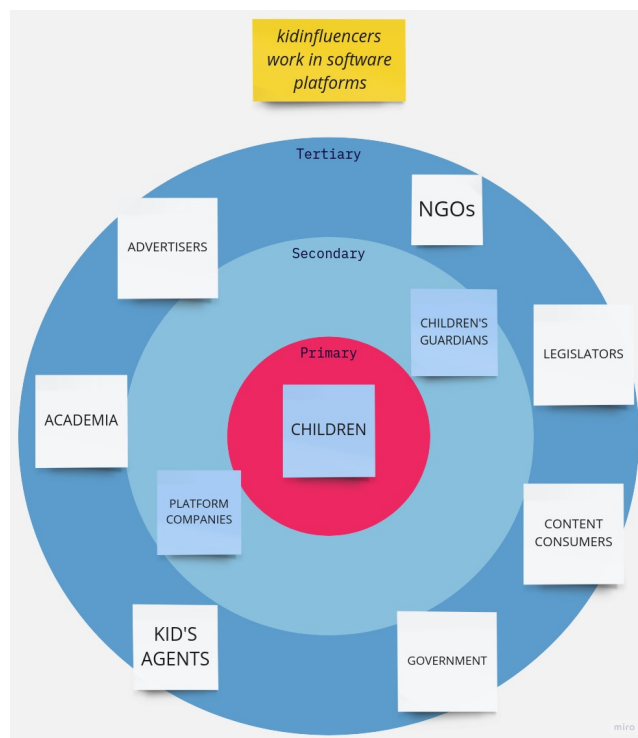 kidinfluencers
work in software
platforms
Tertiary
NGOs
ADVERTISERS
Secondary
CHILDREN'S
GUARDIANS
LEGISLATORS
Primary
ACADEMIA
CHILDREN
PLATFORM
COMPANIES
CONTENT
CONSUMERS
KID'S
AGENTS
GOVERNMENT
miro